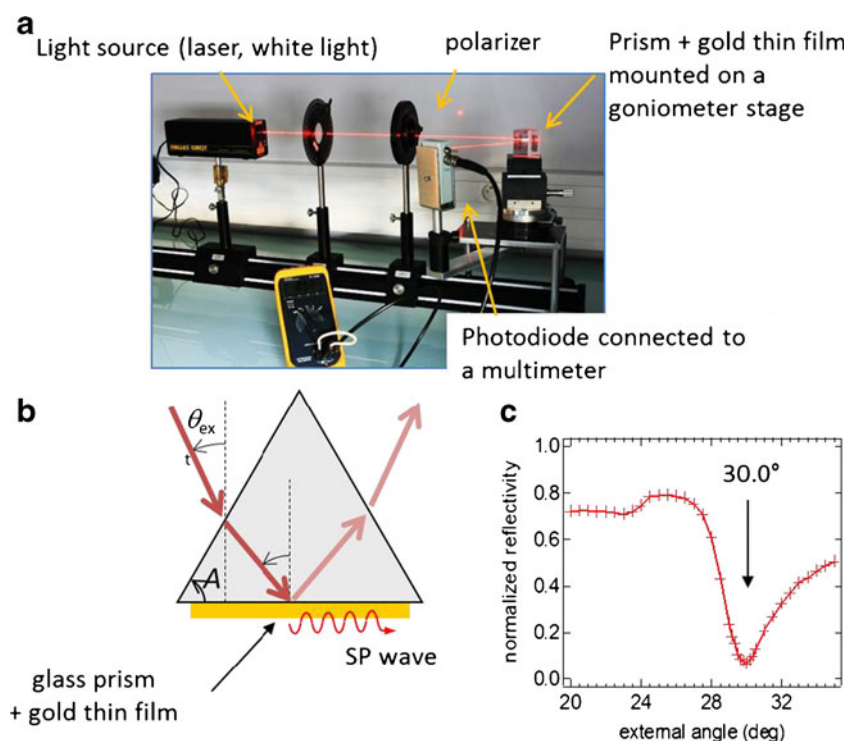 a
Light source (laser, white light)
polarizer
Prism + gold thin film
mounted on a
goniometer stage
Photodiode connected to
a multimeter
b
θex
t
A
SP wave
glass prism
+ gold thin film
c
normalized reflectivity
1.0
0.8
0.6
0.4
0.2
0.0
30.0°
20 24 28 32
external angle (deg)